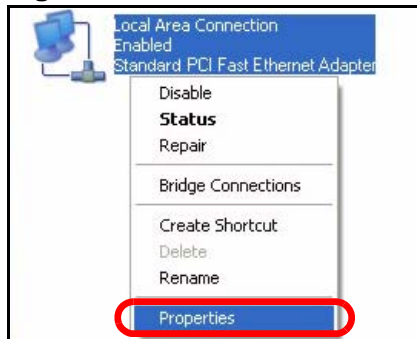 Local Area Connection
Enabled
Standard PCI Fast Ethernet Adapter
Disable
Status
Repair
Bridge Connections
Create Shortcut
Delete
Rename
Properties